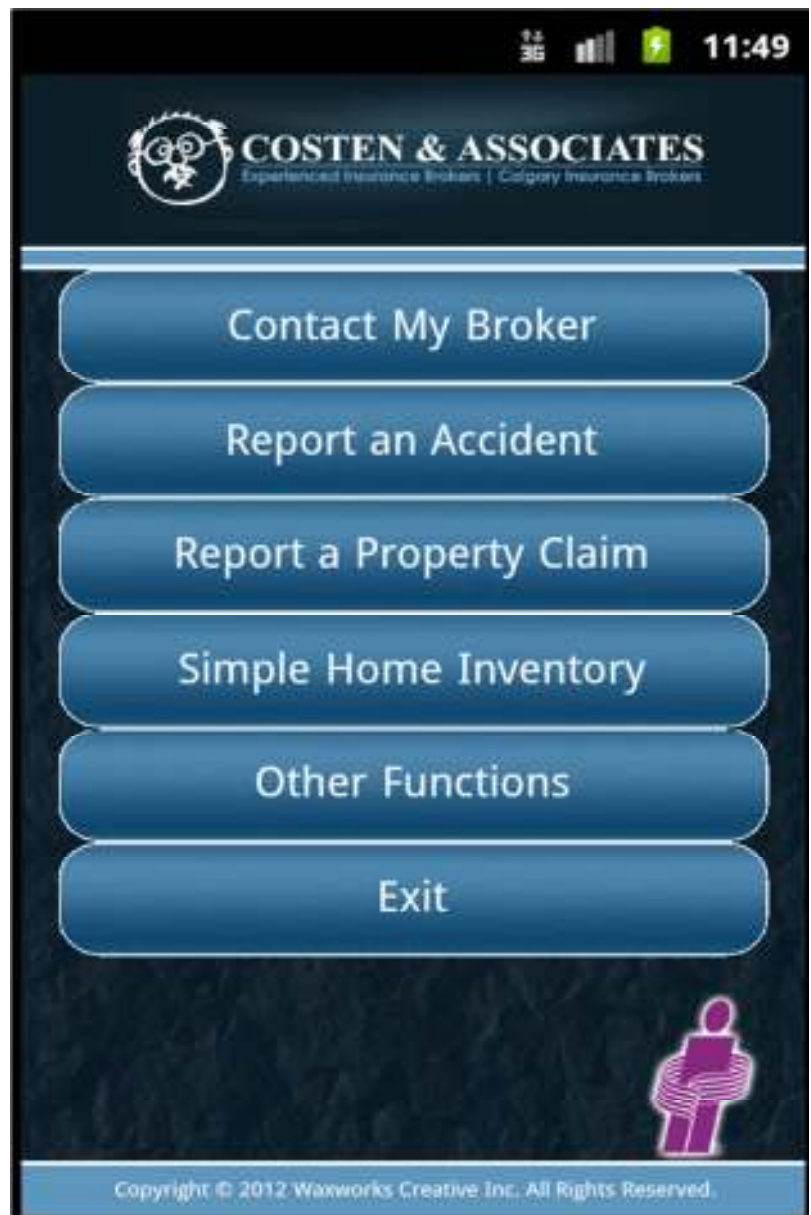 3G 11:49
COSTEN & ASSOCIATES
Experienced Insurance Brokers | Calgary Insurance Brokers
Contact My Broker
Report an Accident
Report a Property Claim
Simple Home Inventory
Other Functions
Exit
Copyright © 2012 Waxworks Creative Inc. All Rights Reserved.